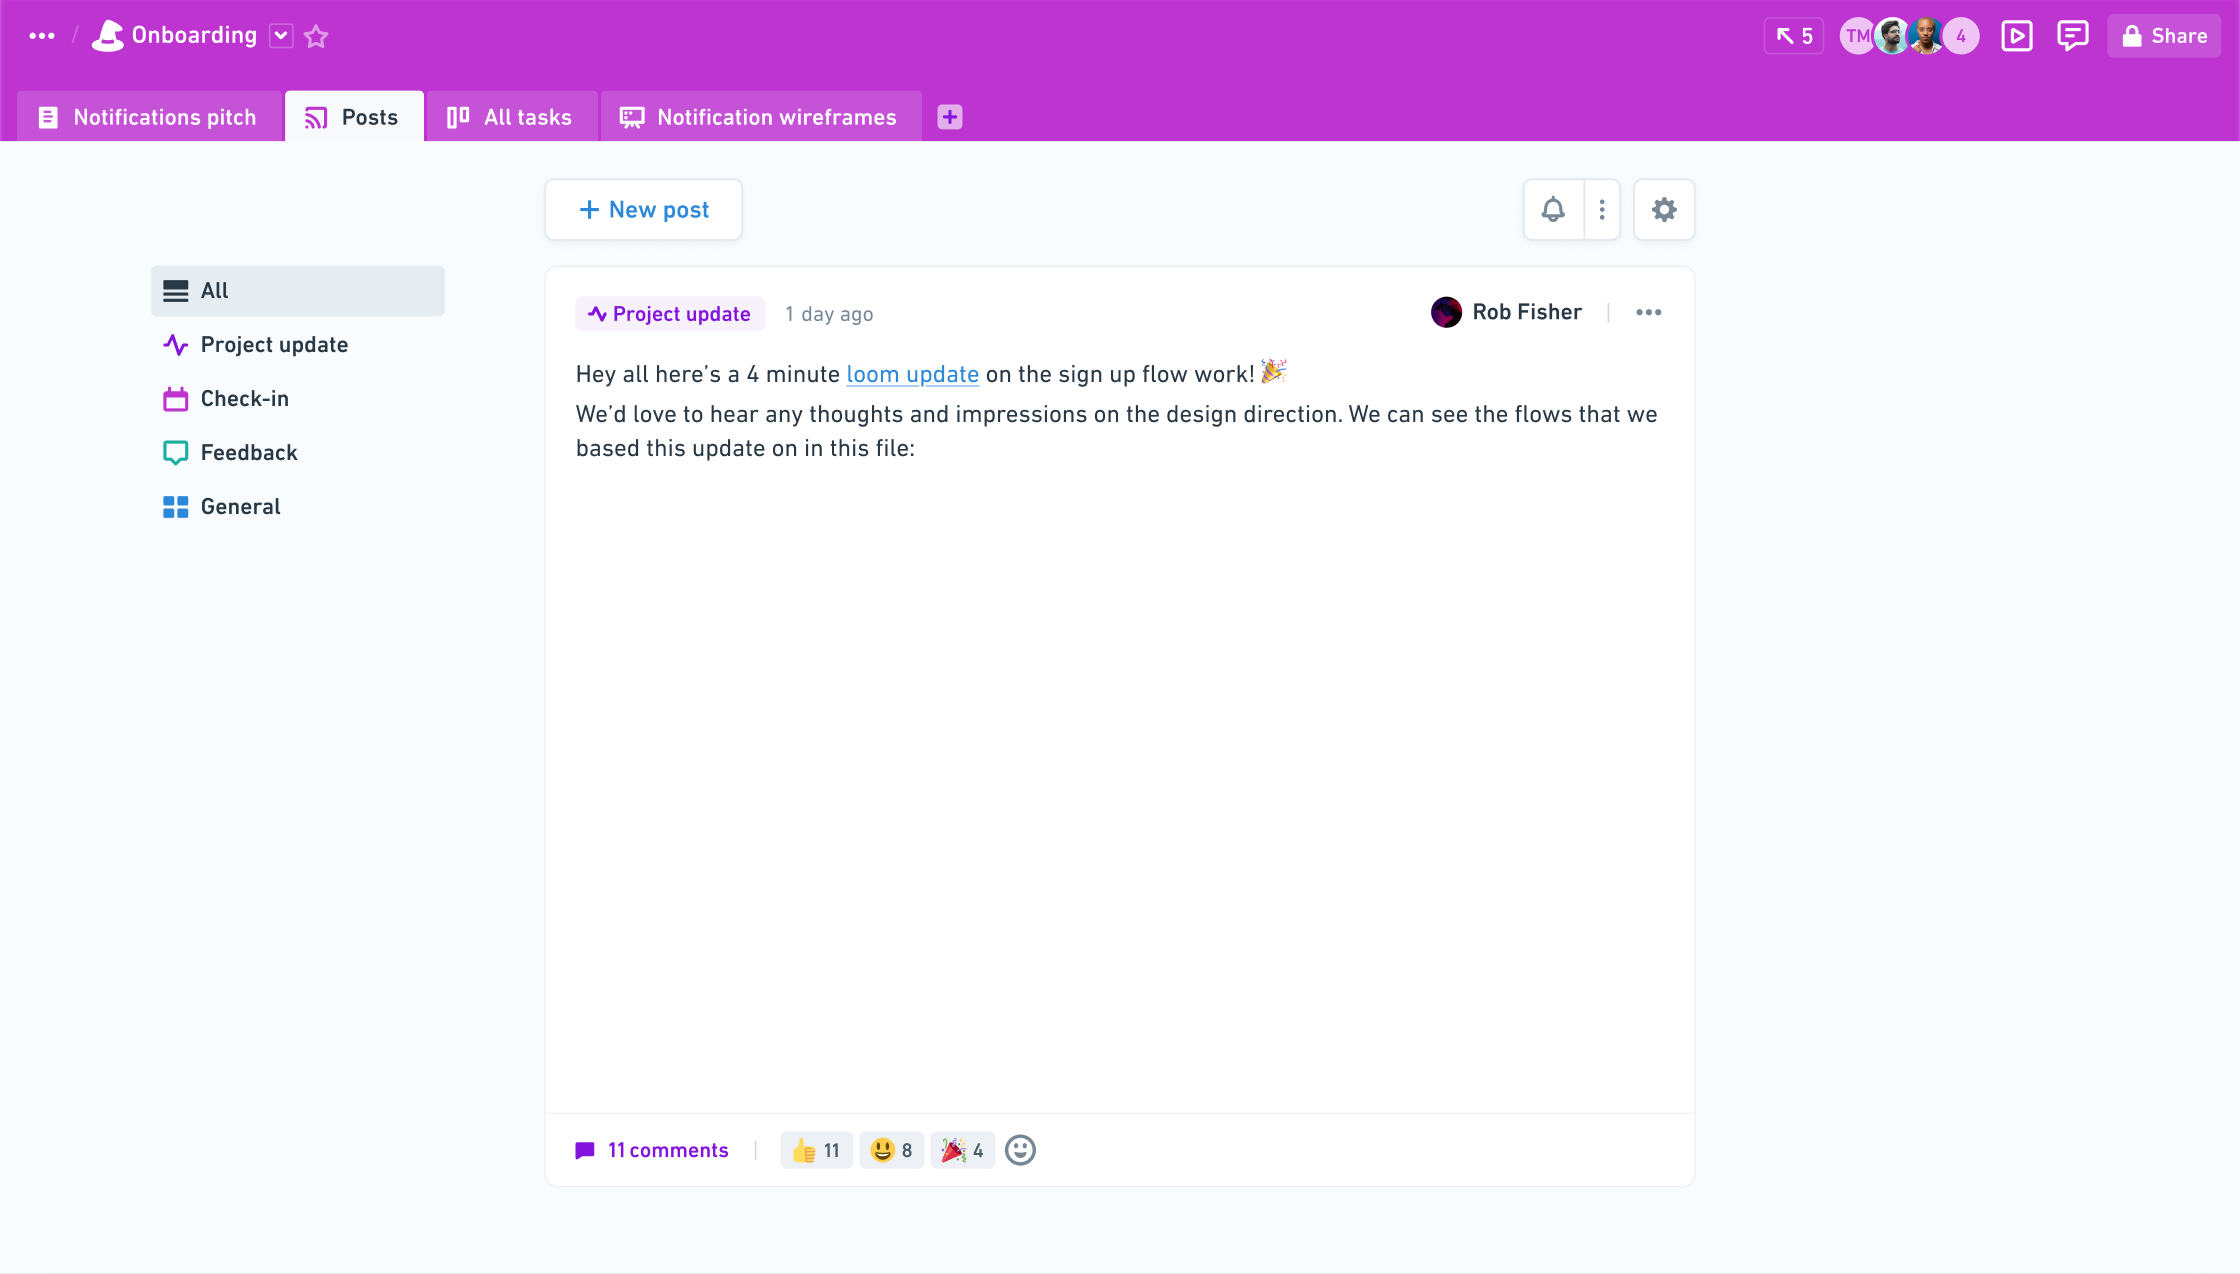 Onboarding
5
TM
4
Share
Notifications pitch
Posts
All tasks
Notification wireframes
New post
All
Project update
Check-in
Feedback
General
Project update
1 day ago
Rob Fisher
Hey all here’s a 4 minute loom update on the sign up flow work! 🎉
We’d love to hear any thoughts and impressions on the design direction. We can see the flows that we
based this update on in this file:
11 comments
11
8
4